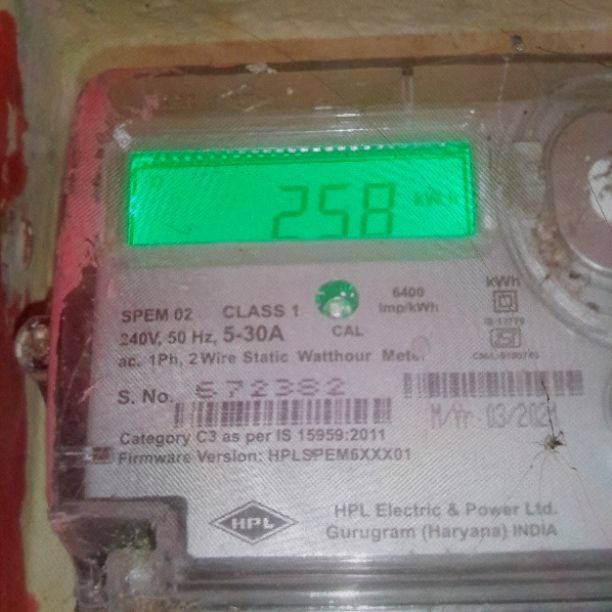 258 kWh
SPEM 02 CLASS 1
CAL
6400
Imp/kWh
kWh
240V, 50 Hz, 5-30A
ac. 1Ph, 2 Wire Static Watthour Meter
S. No. 672382
M/Yr 03/2021
Category C3 as per IS 15959:2011
Firmware Version: HPLSPEM6XXX01
HPL
HPL Electric & Power Ltd.
Gurugram (Haryana) INDIA